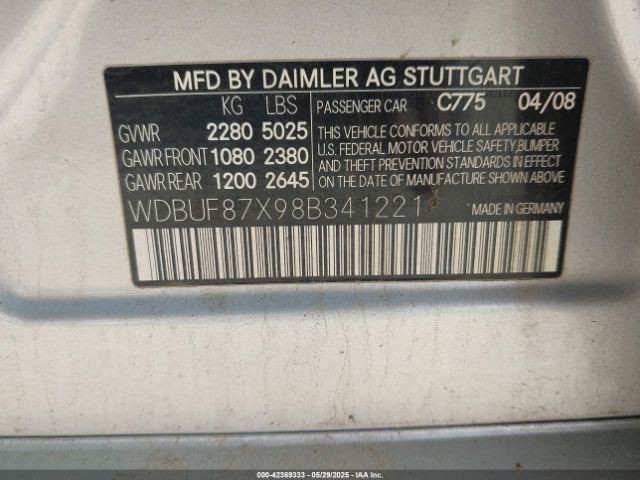 MFD BY DAIMLER AG STUTTGART
KG LBS PASSENGER CAR C775 04/08
GVWR 2280 5025
GAWR FRONT 1080 2380
GAWR REAR 1200 2645
THIS VEHICLE CONFORMS TO ALL APPLICABLE
U.S. FEDERAL MOTOR VEHICLE SAFETY, BUMPER
AND THEFT PREVENTION STANDARDS IN EFFECT
ON THE DATE OF MANUFACTURE SHOWN ABOVE.
WDBUF87X98B341221 MADE IN GERMANY
000-42369333 - 05/29/2025 - IAA, Inc.